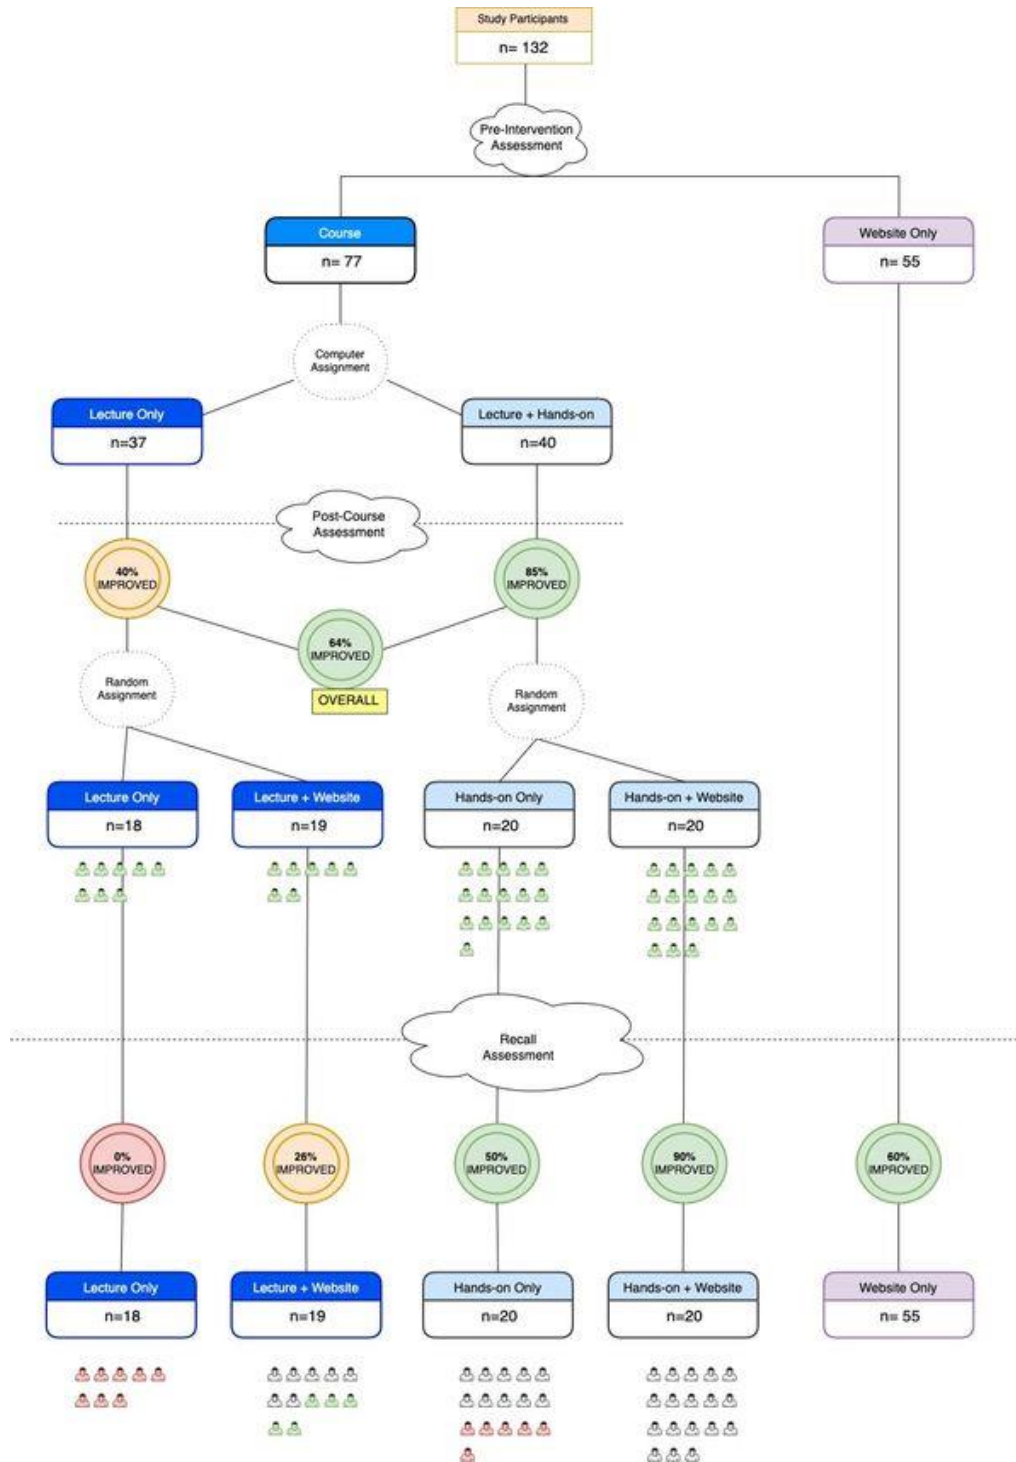 Study Participants
n= 132
Pre-Intervention
Assessment
Course
n= 77
Website Only
n= 55
Computer
Assignment
Lecture Only
n=37
Lecture + Hands-on
n=40
Post-Course
Assessment
40%
IMPROVED
85%
IMPROVED
64%
IMPROVED
OVERALL
Random
Assignment
Random
Assignment
Lecture Only
n=18
Lecture + Website
n=19
Hands-on Only
n=20
Hands-on + Website
n=20
Recall
Assessment
0%
IMPROVED
26%
IMPROVED
50%
IMPROVED
90%
IMPROVED
60%
IMPROVED
Lecture Only
n=18
Lecture + Website
n=19
Hands-on Only
n=20
Hands-on + Website
n=20
Website Only
n= 55